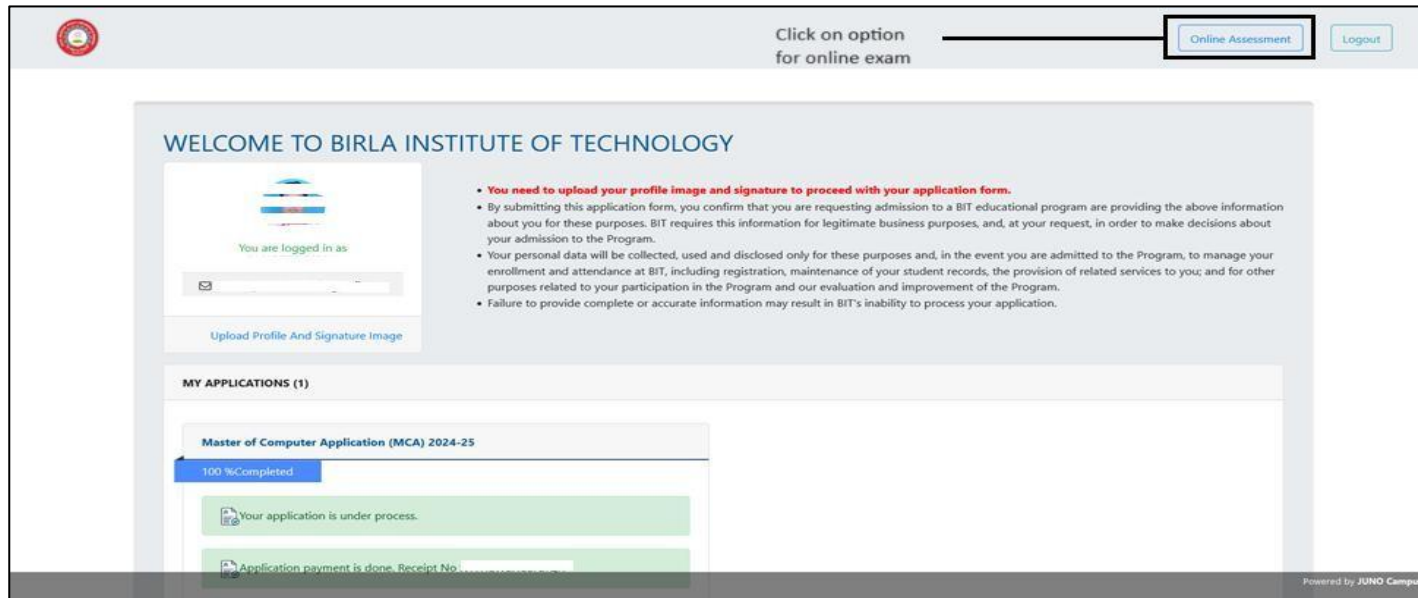 Click on option
for online exam
Online Assessment
Logout
WELCOME TO BIRLA INSTITUTE OF TECHNOLOGY
You are logged in as
Upload Profile And Signature Image
• You need to upload your profile image and signature to proceed with your application form.
• By submitting this application form, you confirm that you are requesting admission to a BIT educational program are providing the above information
about you for these purposes. BIT requires this information for legitimate business purposes, and, at your request, in order to make decisions about
your admission to the Program.
• Your personal data will be collected, used and disclosed only for these purposes and, in the event you are admitted to the Program, to manage your
enrollment and attendance at BIT, including registration, maintenance of your student records, the provision of related services to you; and for other
purposes related to your participation in the Program and our evaluation and improvement of the Program.
• Failure to provide complete or accurate information may result in BIT's inability to process your application.
MY APPLICATIONS (1)
Master of Computer Application (MCA) 2024-25
100 %Completed
Your application is under process.
Application payment is done. Receipt No
Powered by JUNO Campu